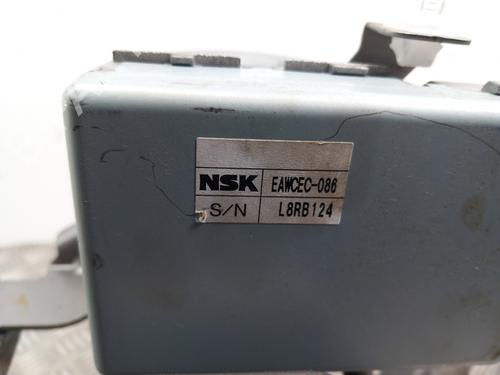 NSK EAWCEC-086
S/N L8RB124